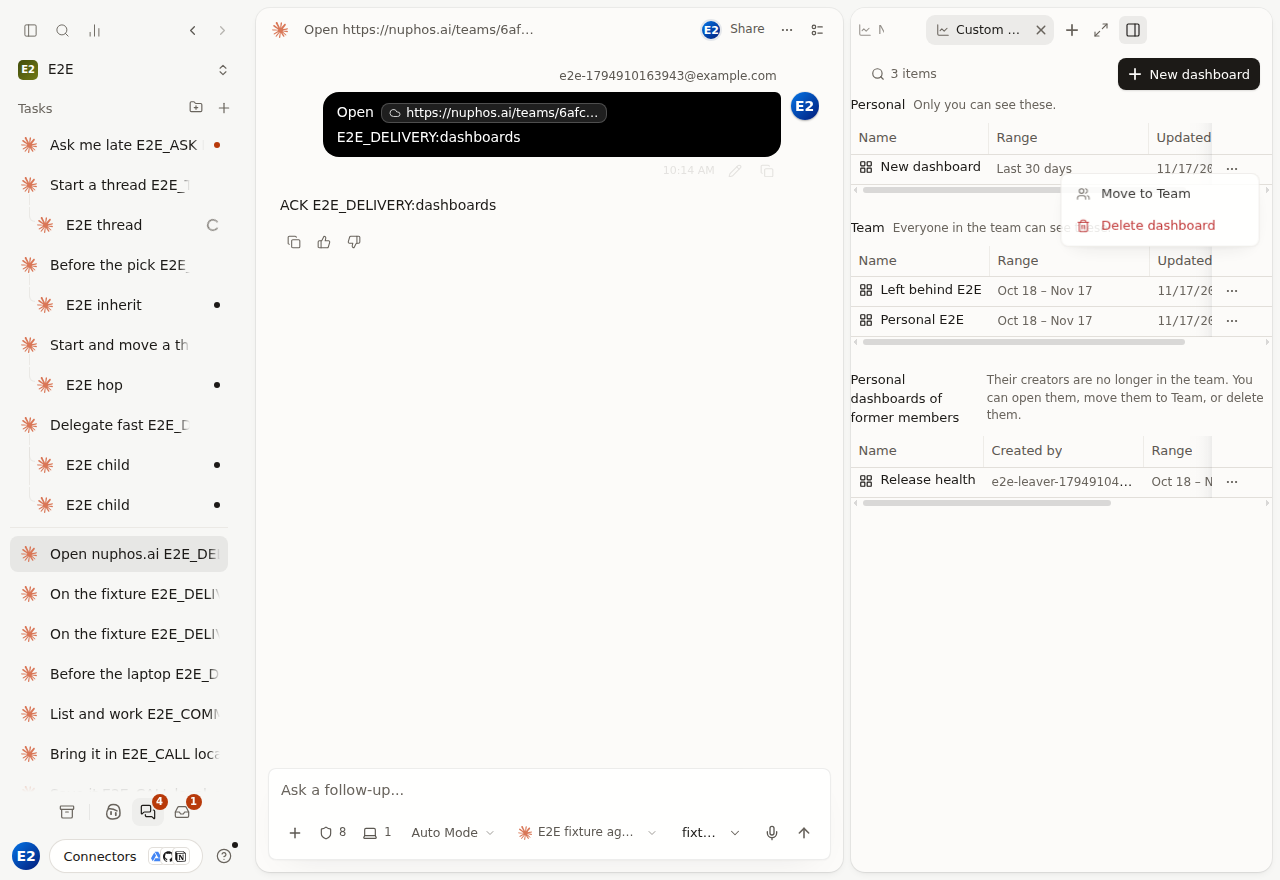 Open https://nuphos.ai/teams/6af…
E2
Share
N
Custom …
E2
E2E
Tasks
Ask me late E2E_ASK
Start a thread E2E_T
E2E thread
Before the pick E2E_
E2E inherit
Start and move a th
E2E hop
Delegate fast E2E_D
E2E child
E2E child
Open nuphos.ai E2E_DEI
On the fixture E2E_DELIV
On the fixture E2E_DELIV
Before the laptop E2E_D
List and work E2E_COMM
Bring it in E2E_CALL loca
4
1
E2
Connectors
e2e-1794910163943@example.com
Open https://nuphos.ai/teams/6afc…
E2E_DELIVERY:dashboards
E2
10:14 AM
ACK E2E_DELIVERY:dashboards
Ask a follow-up…
8
1
Auto Mode
E2E fixture ag…
fixt…
3 items
New dashboard
Personal Only you can see these.
Name Range Updated
New dashboard Last 30 days 11/17/20
Move to Team
Delete dashboard
Team Everyone in the team can see these.
Name Range Updated
Left behind E2E Oct 18 – Nov 17 11/17/20
Personal E2E Oct 18 – Nov 17 11/17/20
Personal dashboards of former members
Their creators are no longer in the team. You
can open them, move them to Team, or delete
them.
Name Created by Range
Release health e2e-leaver-17949104… Oct 18 – N